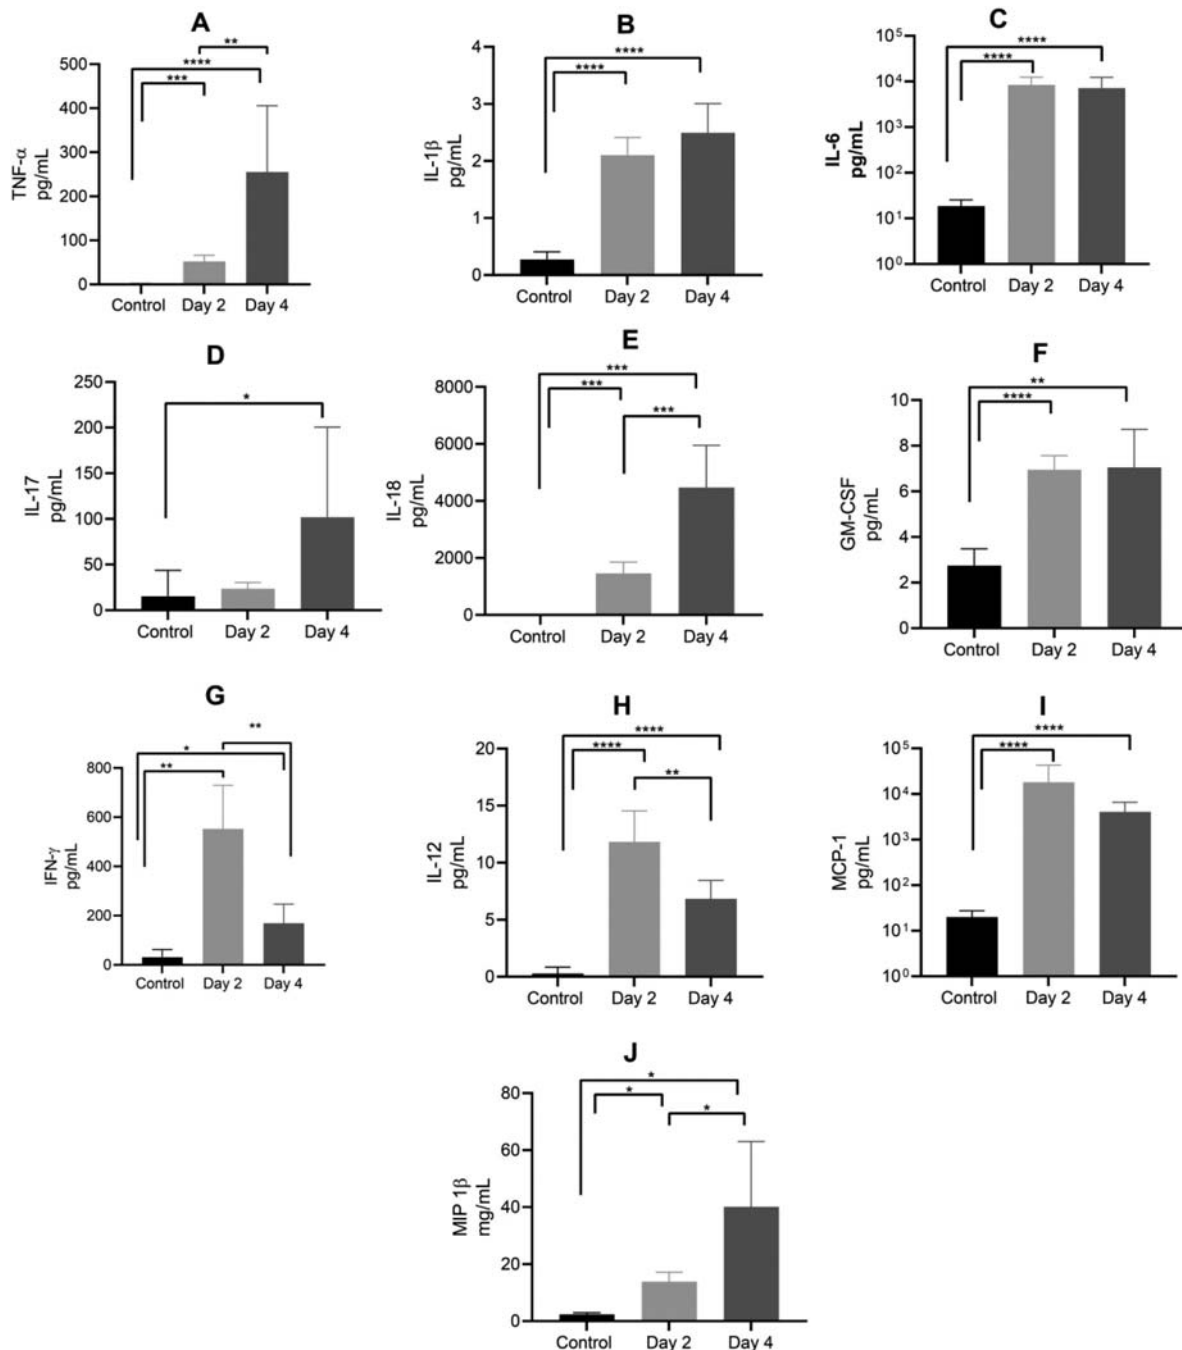 A
**
****
***
500
400
300
200
100
0
TNF-α
pg/mL
Control Day 2 Day 4
B
****
****
4
3
2
1
0
IL-1β
pg/mL
Control Day 2 Day 4
C
****
****
10⁵
10⁴
10³
10²
10¹
10⁰
IL-6
pg/mL
Control Day 2 Day 4
D
*
250
200
150
100
50
0
IL-17
pg/mL
Control Day 2 Day 4
E
***
***
***
8000
6000
4000
2000
0
IL-18
pg/mL
Control Day 2 Day 4
F
**
****
10
8
6
4
2
0
GM-CSF
pg/mL
Control Day 2 Day 4
G
**
*
**
800
600
400
200
0
IFN-γ
pg/mL
Control Day 2 Day 4
H
****
****
**
20
15
10
5
0
IL-12
pg/mL
Control Day 2 Day 4
I
****
****
10⁵
10⁴
10³
10²
10¹
10⁰
MCP-1
pg/mL
Control Day 2 Day 4
J
*
*
*
80
60
40
20
0
MIP 1β
mg/mL
Control Day 2 Day 4